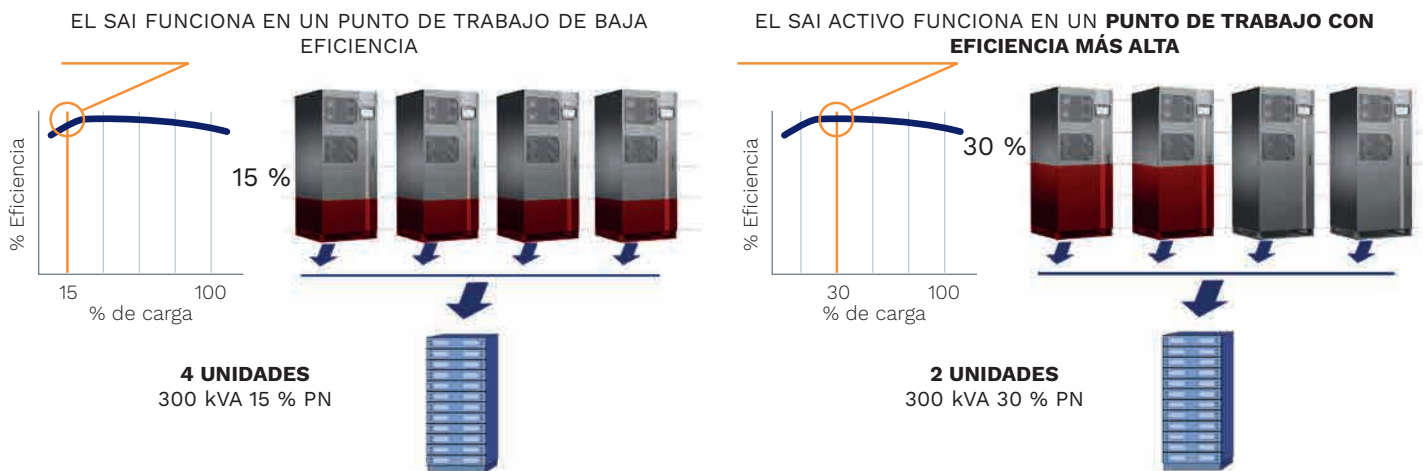 EL SAI FUNCIONA EN UN PUNTO DE TRABAJO DE BAJA
EFICIENCIA
% Eficiencia
15 %
15
100
% de carga
4 UNIDADES
300 kVA 15 % PN
EL SAI ACTIVO FUNCIONA EN UN PUNTO DE TRABAJO CON
EFICIENCIA MÁS ALTA
% Eficiencia
30 %
30
100
% de carga
2 UNIDADES
300 kVA 30 % PN